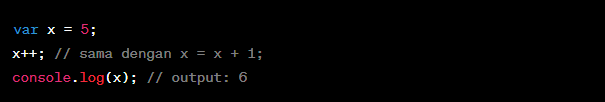 var x = 5;
x++; // sama dengan x = x + 1;
console.log(x); // output: 6